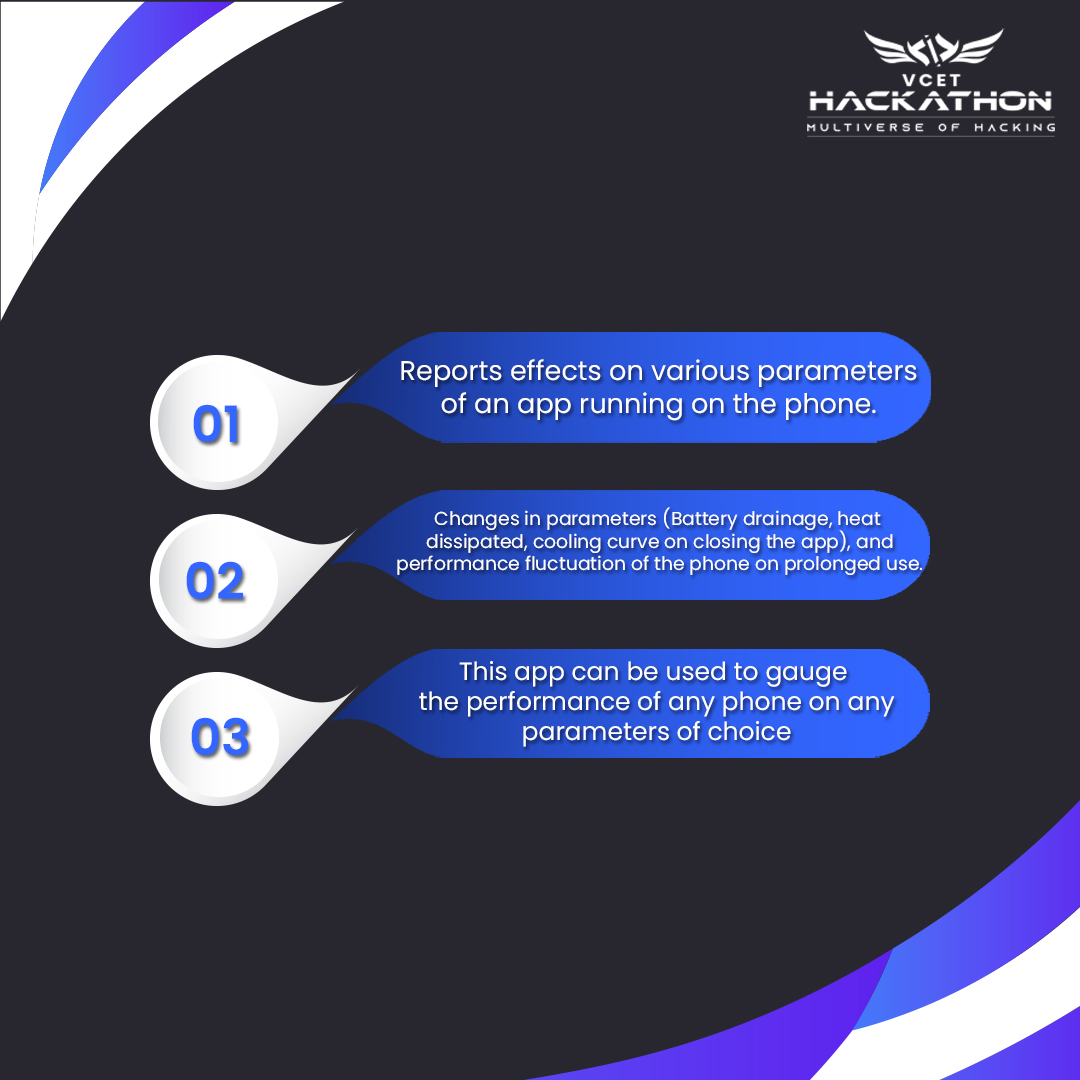 VCET
HACKATHON
MULTIVERSE OF HACKING
01
Reports effects on various parameters
of an app running on the phone.
02
Changes in parameters (Battery drainage, heat
dissipated, cooling curve on closing the app), and
performance fluctuation of the phone on prolonged use.
03
This app can be used to gauge
the performance of any phone on any
parameters of choice